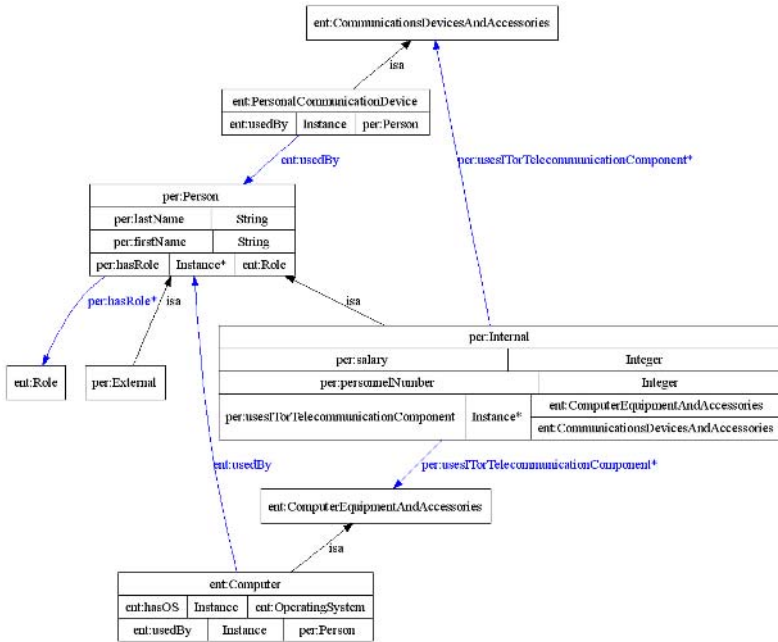 ent:CommunicationsDevicesAndAccessories
isa
ent:PersonalCommunicationDevice
ent:usedBy Instance per:Person
ent:usedBy
per:usesITorTelecommunicationComponent*
per:Person
per:lastName String
per:firstName String
per:hasRole Instance* ent:Role
per:hasRole*
isa
isa
ent:Role
per:External
per:Internal
per:salary Integer
per:personnelNumber Integer
per:usesITorTelecommunicationComponent Instance* ent:ComputerEquipmentAndAccessories
ent:CommunicationsDevicesAndAccessories
ent:usedBy
per:usesITorTelecommunicationComponent*
ent:ComputerEquipmentAndAccessories
isa
ent:Computer
ent:hasOS Instance ent:OperatingSystem
ent:usedBy Instance per:Person